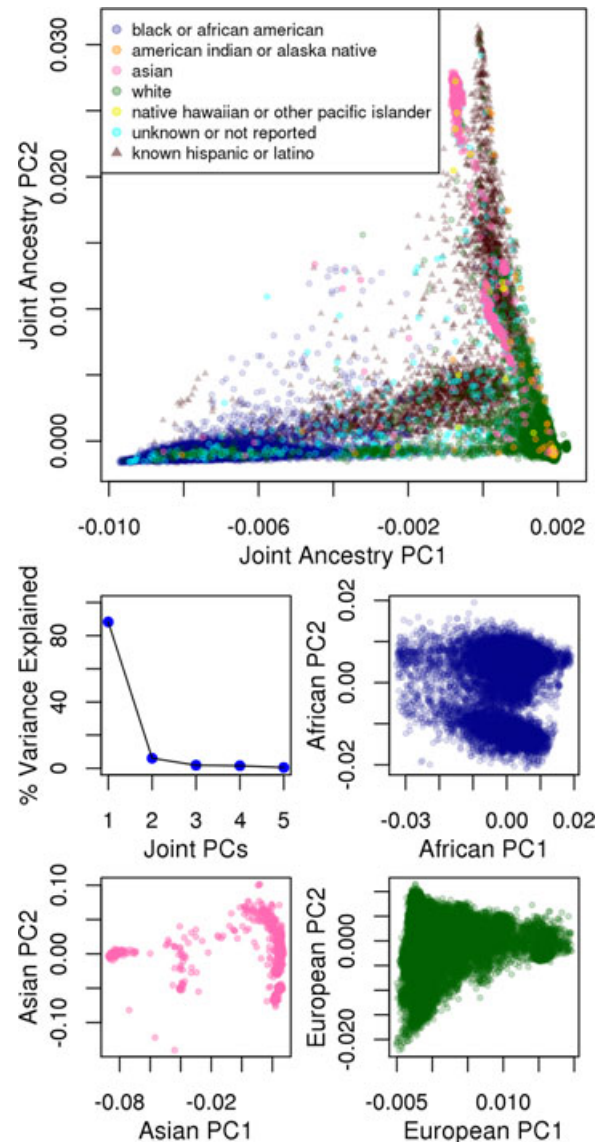 Joint Ancestry PC2
0.030
0.020
0.010
0.000
black or african american
american indian or alaska native
asian
white
native hawaiian or other pacific islander
unknown or not reported
known hispanic or latino
-0.010
-0.006
-0.002
0.002
Joint Ancestry PC1
% Variance Explained
80
40
0
1
2
3
4
5
Joint PCs
African PC2
0.02
0.00
-0.02
-0.03
0.00
0.02
African PC1
Asian PC2
0.10
0.00
-0.10
-0.08
-0.02
Asian PC1
European PC2
0.000
-0.020
-0.005
0.010
European PC1